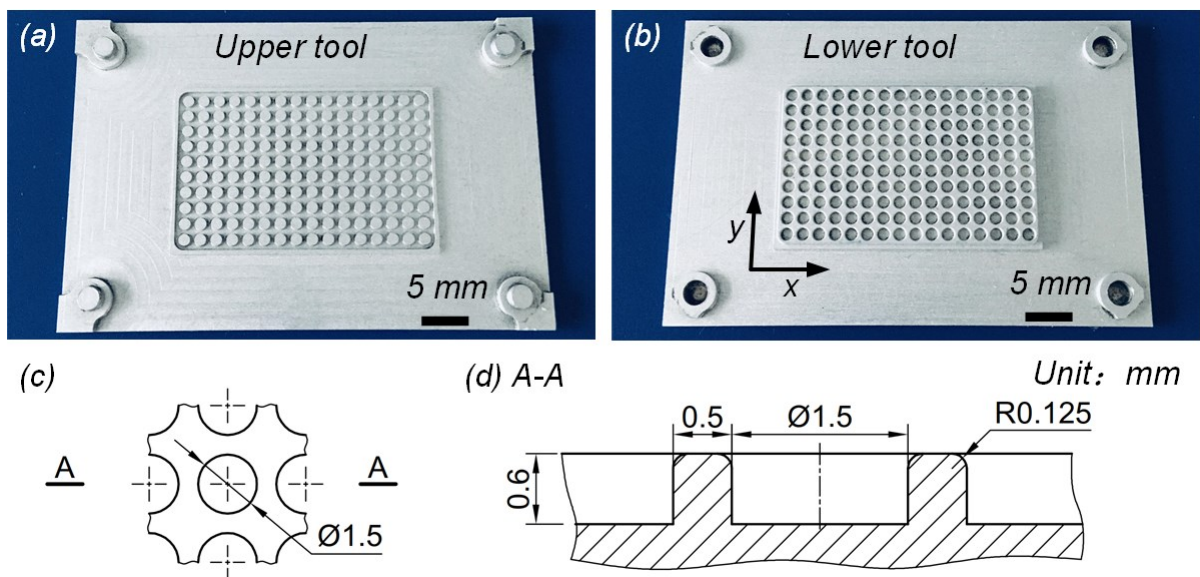 (a)
Upper tool
5 mm
(b)
Lower tool
y
x
5 mm
(c)
A
A
Ø1.5
(d) A-A
Unit：mm
0.5
Ø1.5
R0.125
0.6